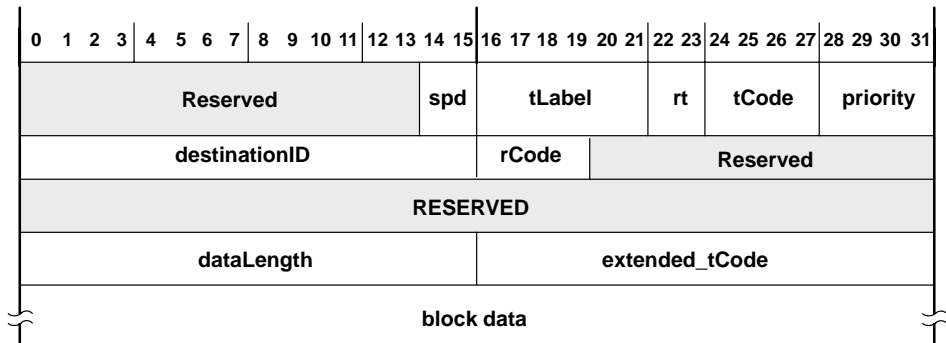 0 1 2 3 4 5 6 7 8 9 10 11 12 13 14 15 16 17 18 19 20 21 22 23 24 25 26 27 28 29 30 31
Reserved spd tLabel rt tCode priority
destinationID rCode Reserved
RESERVED
dataLength extended_tCode
block data